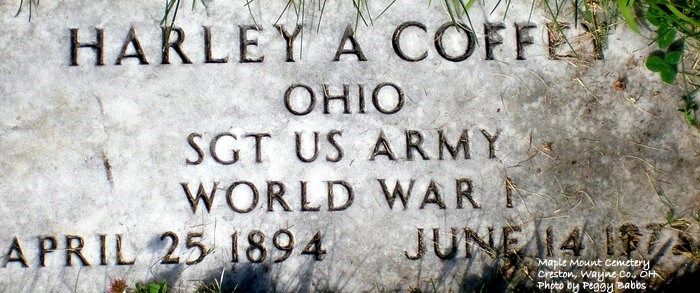 HARLEY A COFFEY
OHIO
SGT US ARMY
WORLD WAR I
APRIL 25 1894 JUNE 14
Maple Mount Cemetery
Creston, Wayne Co., OH
Photo by Peggy Babbs